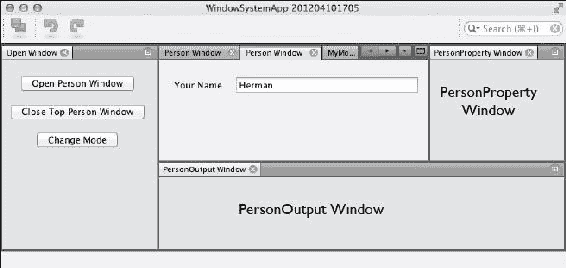 WindowSystemApp 201204101705
Search (⌘+I)
Open Window
Person Window
Person Window
MyMo...
PersonProperty Window
Open Person Window
Close Top Person Window
Change Mode
Your Name
Herman
PersonProperty
Window
PersonOutput Window
PersonOutput Window